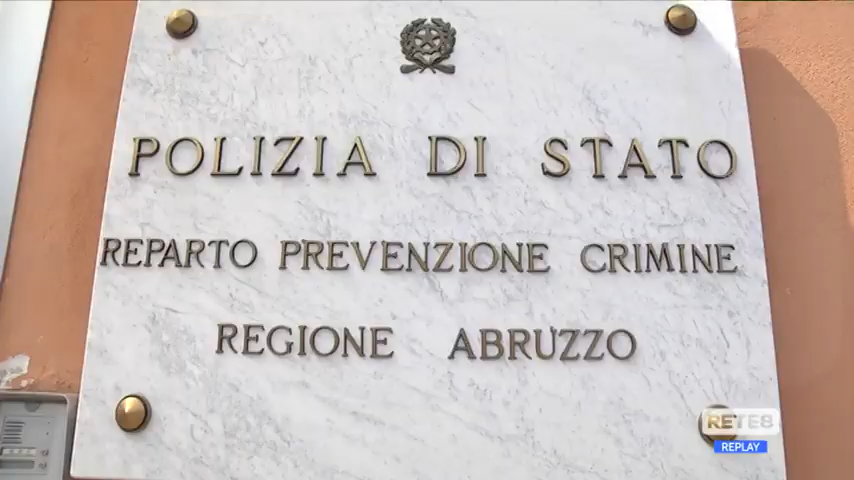 POLIZIA DI STATO
REPARTO PREVENZIONE CRIMINE
REGIONE ABRUZZO
RETE8
REPLAY